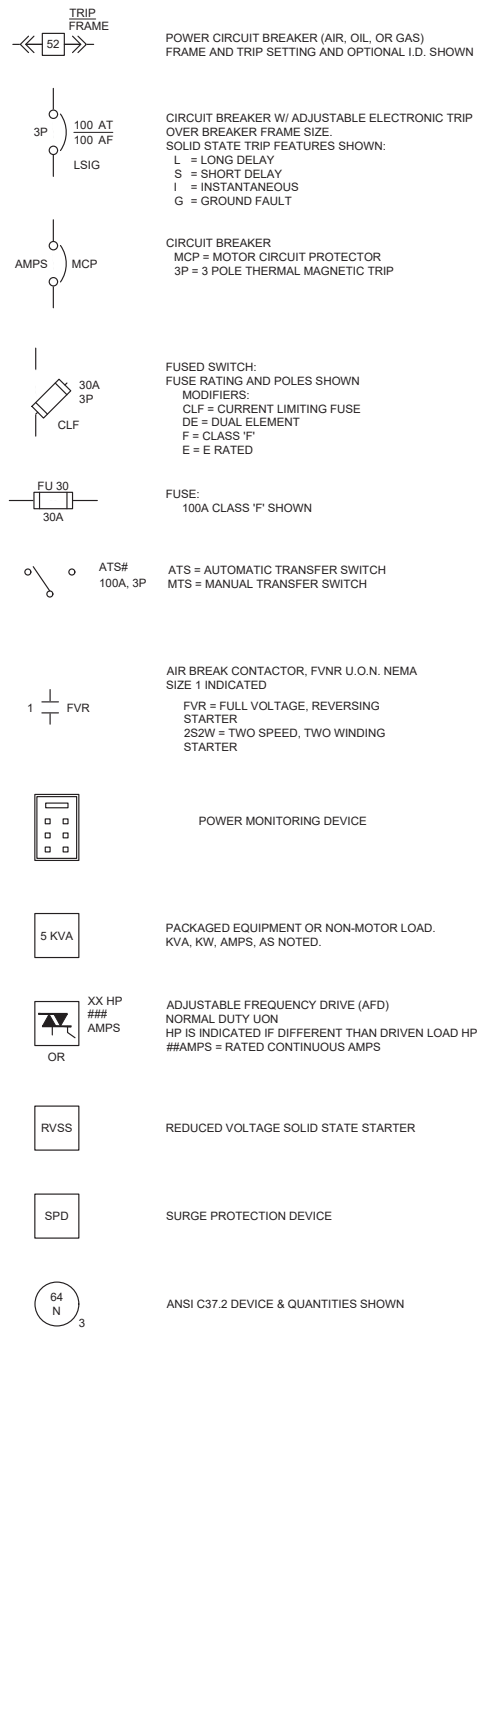 TRIP
FRAME
52
POWER CIRCUIT BREAKER (AIR, OIL, OR GAS)
FRAME AND TRIP SETTING AND OPTIONAL I.D. SHOWN
3P
100 AT
100 AF
LSIG
CIRCUIT BREAKER W/ ADJUSTABLE ELECTRONIC TRIP
OVER BREAKER FRAME SIZE.
SOLID STATE TRIP FEATURES SHOWN:
L = LONG DELAY
S = SHORT DELAY
I = INSTANTANEOUS
G = GROUND FAULT
AMPS
MCP
CIRCUIT BREAKER
MCP = MOTOR CIRCUIT PROTECTOR
3P = 3 POLE THERMAL MAGNETIC TRIP
30A
3P
CLF
FUSED SWITCH:
FUSE RATING AND POLES SHOWN
MODIFIERS:
CLF = CURRENT LIMITING FUSE
DE = DUAL ELEMENT
F = CLASS 'F'
E = E RATED
FU 30
30A
FUSE:
100A CLASS 'F' SHOWN
ATS#
100A, 3P
ATS = AUTOMATIC TRANSFER SWITCH
MTS = MANUAL TRANSFER SWITCH
1
FVR
AIR BREAK CONTACTOR, FVNR U.O.N. NEMA
SIZE 1 INDICATED
FVR = FULL VOLTAGE, REVERSING
STARTER
2S2W = TWO SPEED, TWO WINDING
STARTER
POWER MONITORING DEVICE
5 KVA
PACKAGED EQUIPMENT OR NON-MOTOR LOAD.
KVA, KW, AMPS, AS NOTED.
XX HP
###
AMPS
OR
ADJUSTABLE FREQUENCY DRIVE (AFD)
NORMAL DUTY UON
HP IS INDICATED IF DIFFERENT THAN DRIVEN LOAD HP
##AMPS = RATED CONTINUOUS AMPS
RVSS
REDUCED VOLTAGE SOLID STATE STARTER
SPD
SURGE PROTECTION DEVICE
64
N
3
ANSI C37.2 DEVICE & QUANTITIES SHOWN